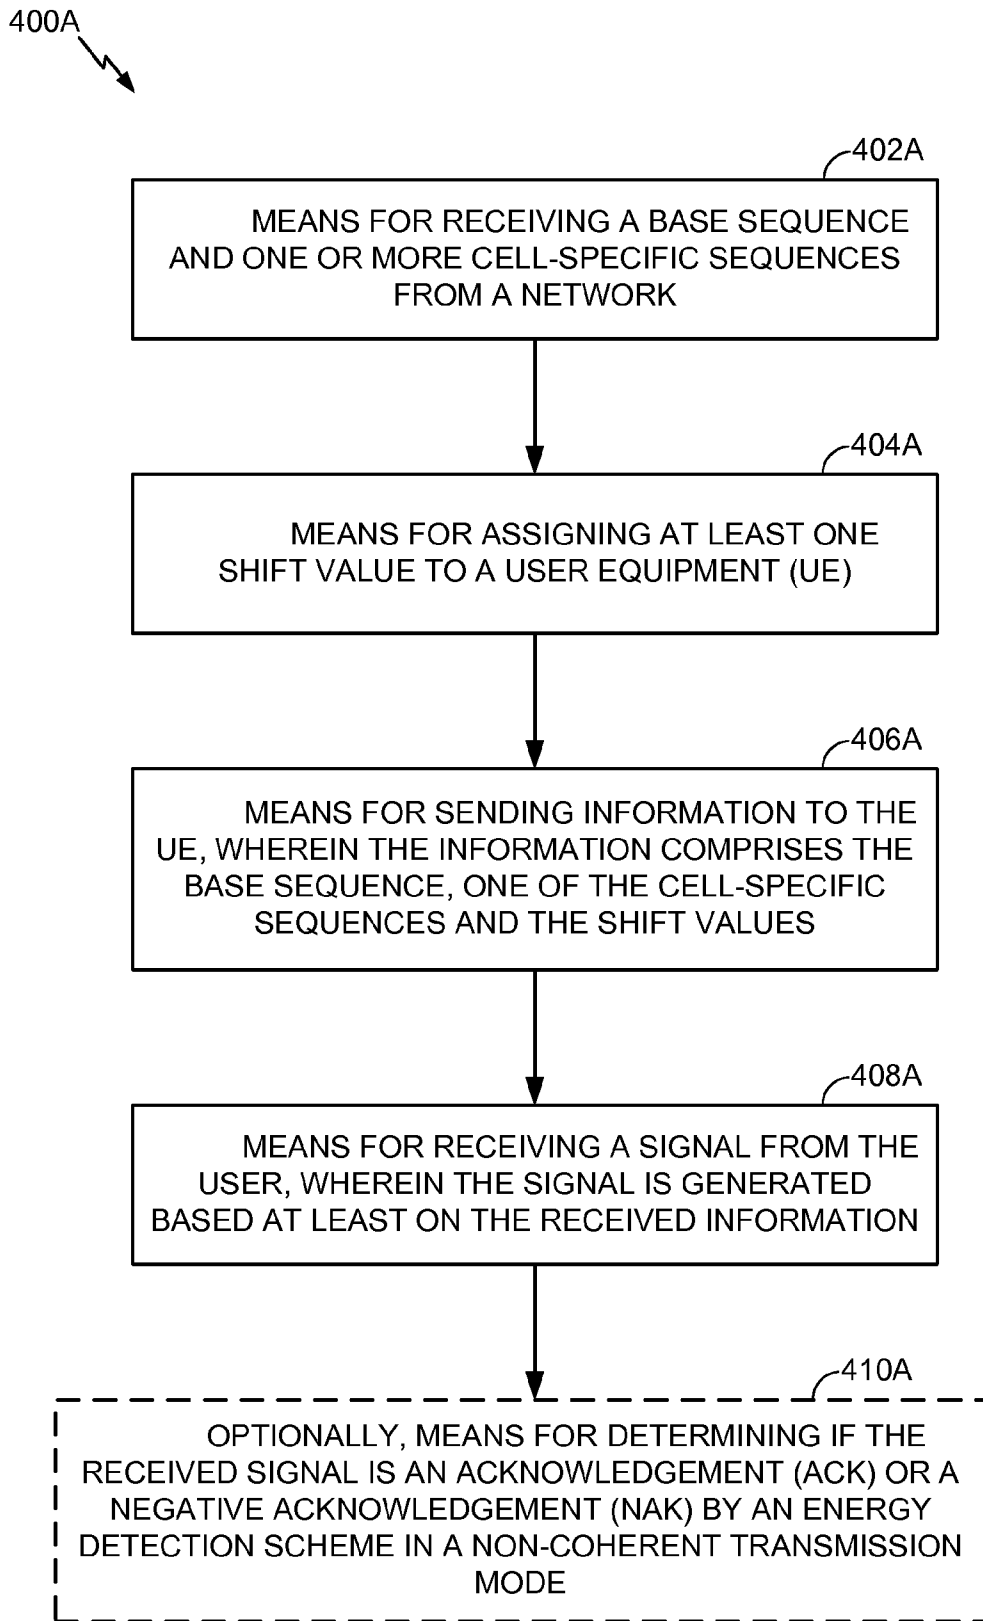 400A
402A
MEANS FOR RECEIVING A BASE SEQUENCE
AND ONE OR MORE CELL-SPECIFIC SEQUENCES
FROM A NETWORK
404A
MEANS FOR ASSIGNING AT LEAST ONE
SHIFT VALUE TO A USER EQUIPMENT (UE)
406A
MEANS FOR SENDING INFORMATION TO THE
UE, WHEREIN THE INFORMATION COMPRISES THE
BASE SEQUENCE, ONE OF THE CELL-SPECIFIC
SEQUENCES AND THE SHIFT VALUES
408A
MEANS FOR RECEIVING A SIGNAL FROM THE
USER, WHEREIN THE SIGNAL IS GENERATED
BASED AT LEAST ON THE RECEIVED INFORMATION
410A
OPTIONALLY, MEANS FOR DETERMINING IF THE
RECEIVED SIGNAL IS AN ACKNOWLEDGEMENT (ACK) OR A
NEGATIVE ACKNOWLEDGEMENT (NAK) BY AN ENERGY
DETECTION SCHEME IN A NON-COHERENT TRANSMISSION
MODE